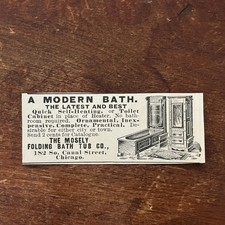 A MODERN BATH.
THE LATEST AND BEST
Quick Self-Heating, or Toilet
Cabinet in place of Heater. No bath-
room required. Ornamental, Inex-
pensive, Complete, Practical, De-
sirable for either city or town.
Send 2 cents for Catalogue.
THE MOSELY
FOLDING BATH TUB CO.,
182 So. Canal Street,
Chicago.